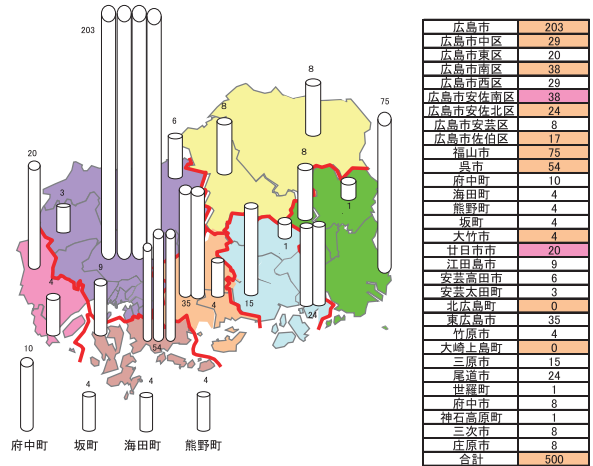 203
8
8
75
6
8
20
3
1
1
9
4
35
4
15
24
54
10
4
4
4
府中町
坂町
海田町
熊野町
広島市 203
広島市中区 29
広島市東区 20
広島市南区 38
広島市西区 29
広島市安佐南区 38
広島市安佐北区 24
広島市安芸区 8
広島市佐伯区 17
福山市 75
呉市 54
府中町 10
海田町 4
熊野町 4
坂町 4
大竹市 4
廿日市市 20
江田島市 9
安芸高田市 6
安芸太田町 3
北広島町 0
東広島市 35
竹原市 4
大崎上島町 0
三原市 15
尾道市 24
世羅町 1
府中市 8
神石高原町 1
三次市 8
庄原市 8
合計 500